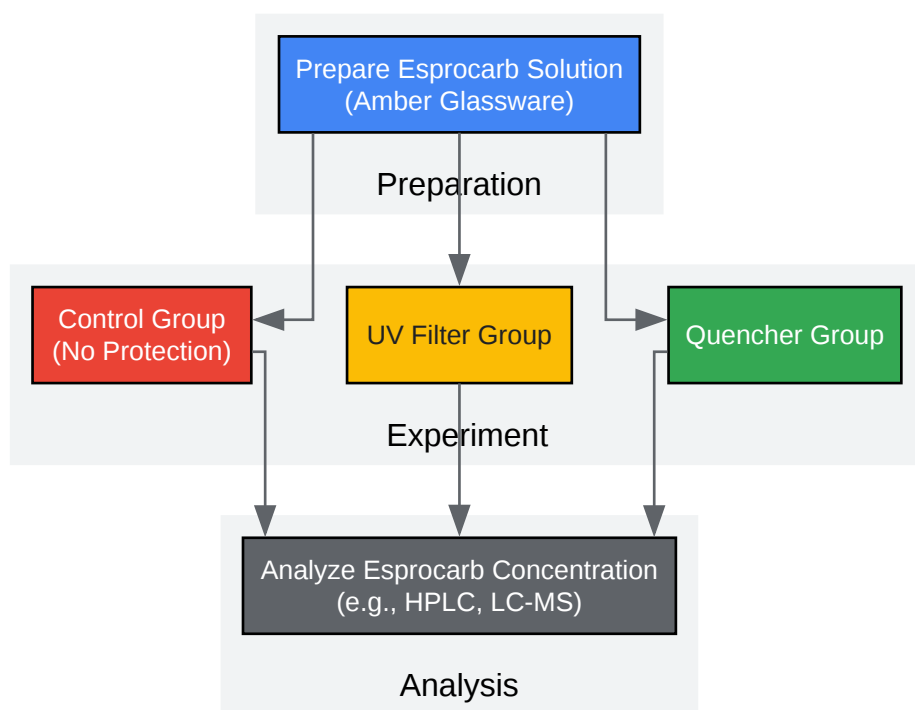 Prepare Esprocarb Solution
(Amber Glassware)
Preparation
Control Group
(No Protection)
UV Filter Group
Quencher Group
Experiment
Analyze Esprocarb Concentration
(e.g., HPLC, LC-MS)
Analysis